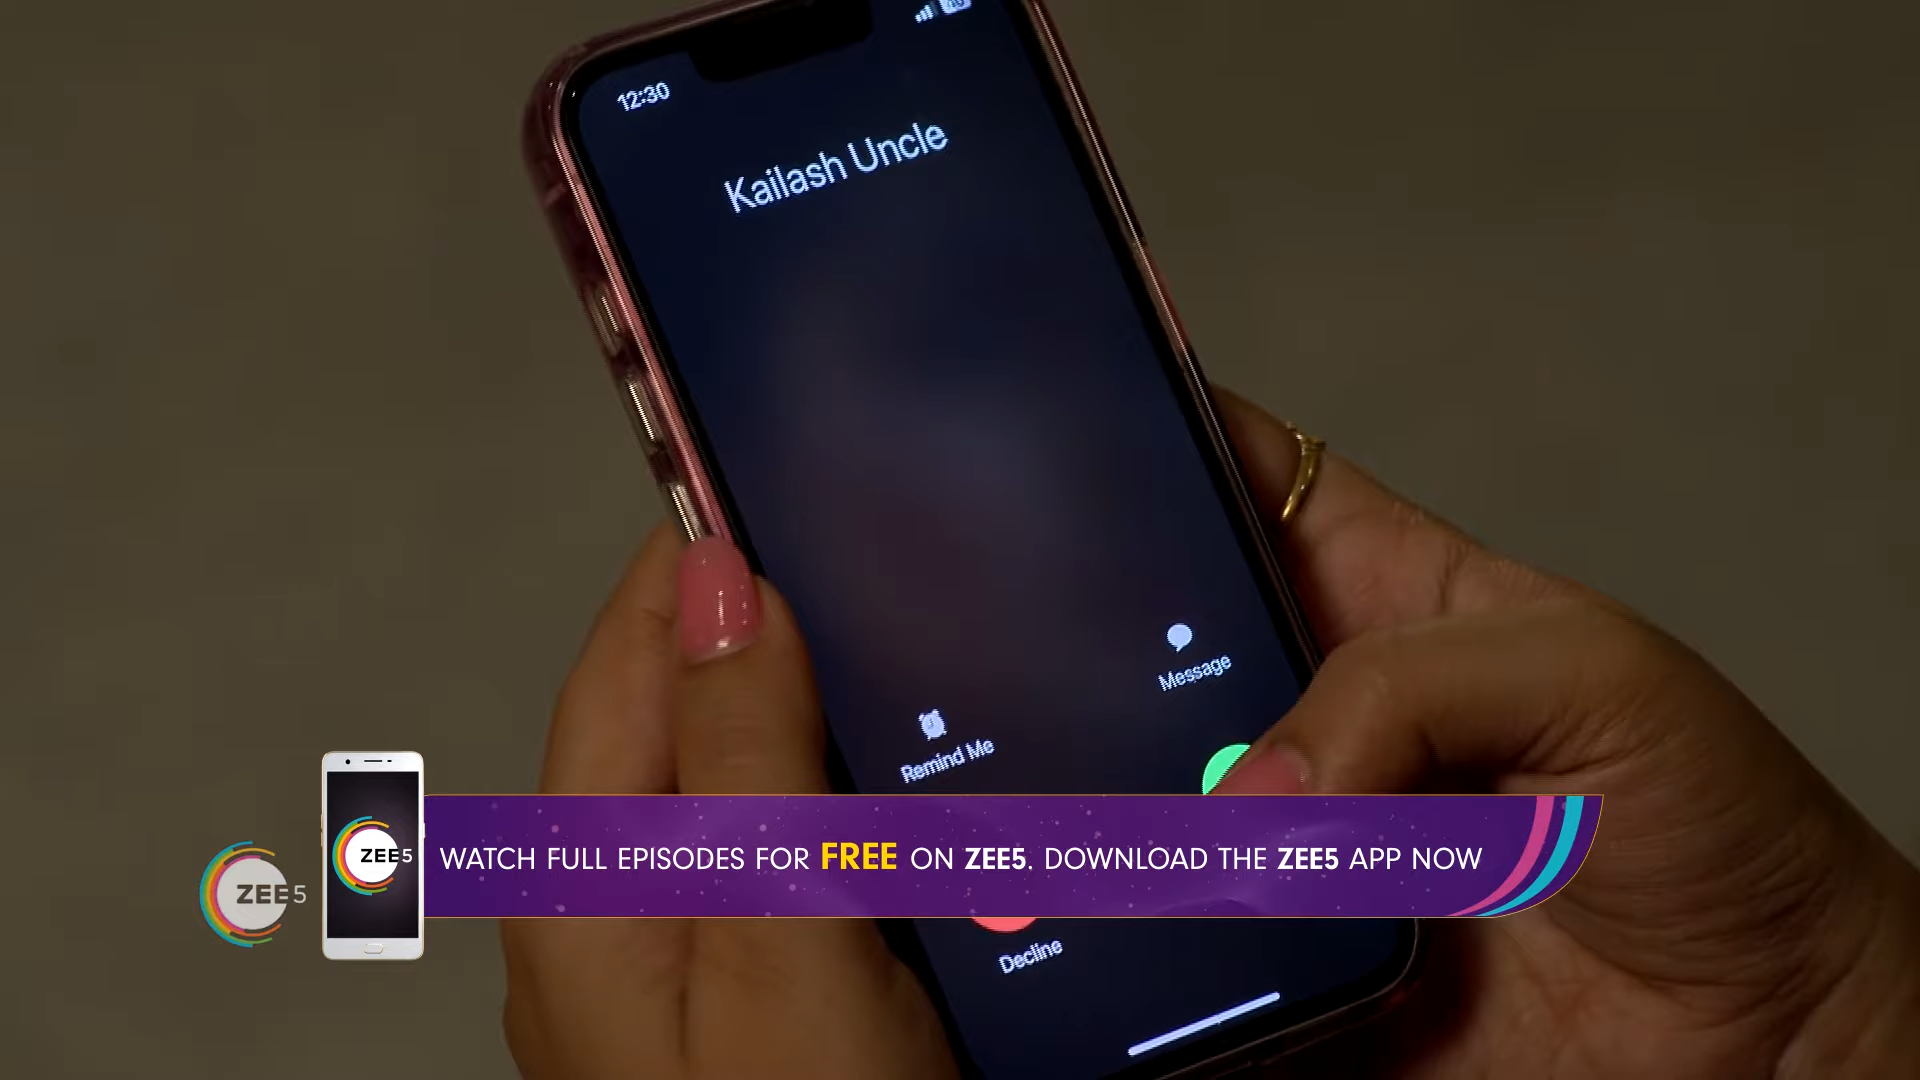 12:30
Kailash Uncle
Message
Remind Me
ZEE5
ZEE5
WATCH FULL EPISODES FOR FREE ON ZEE5. DOWNLOAD THE ZEE5 APP NOW
Decline